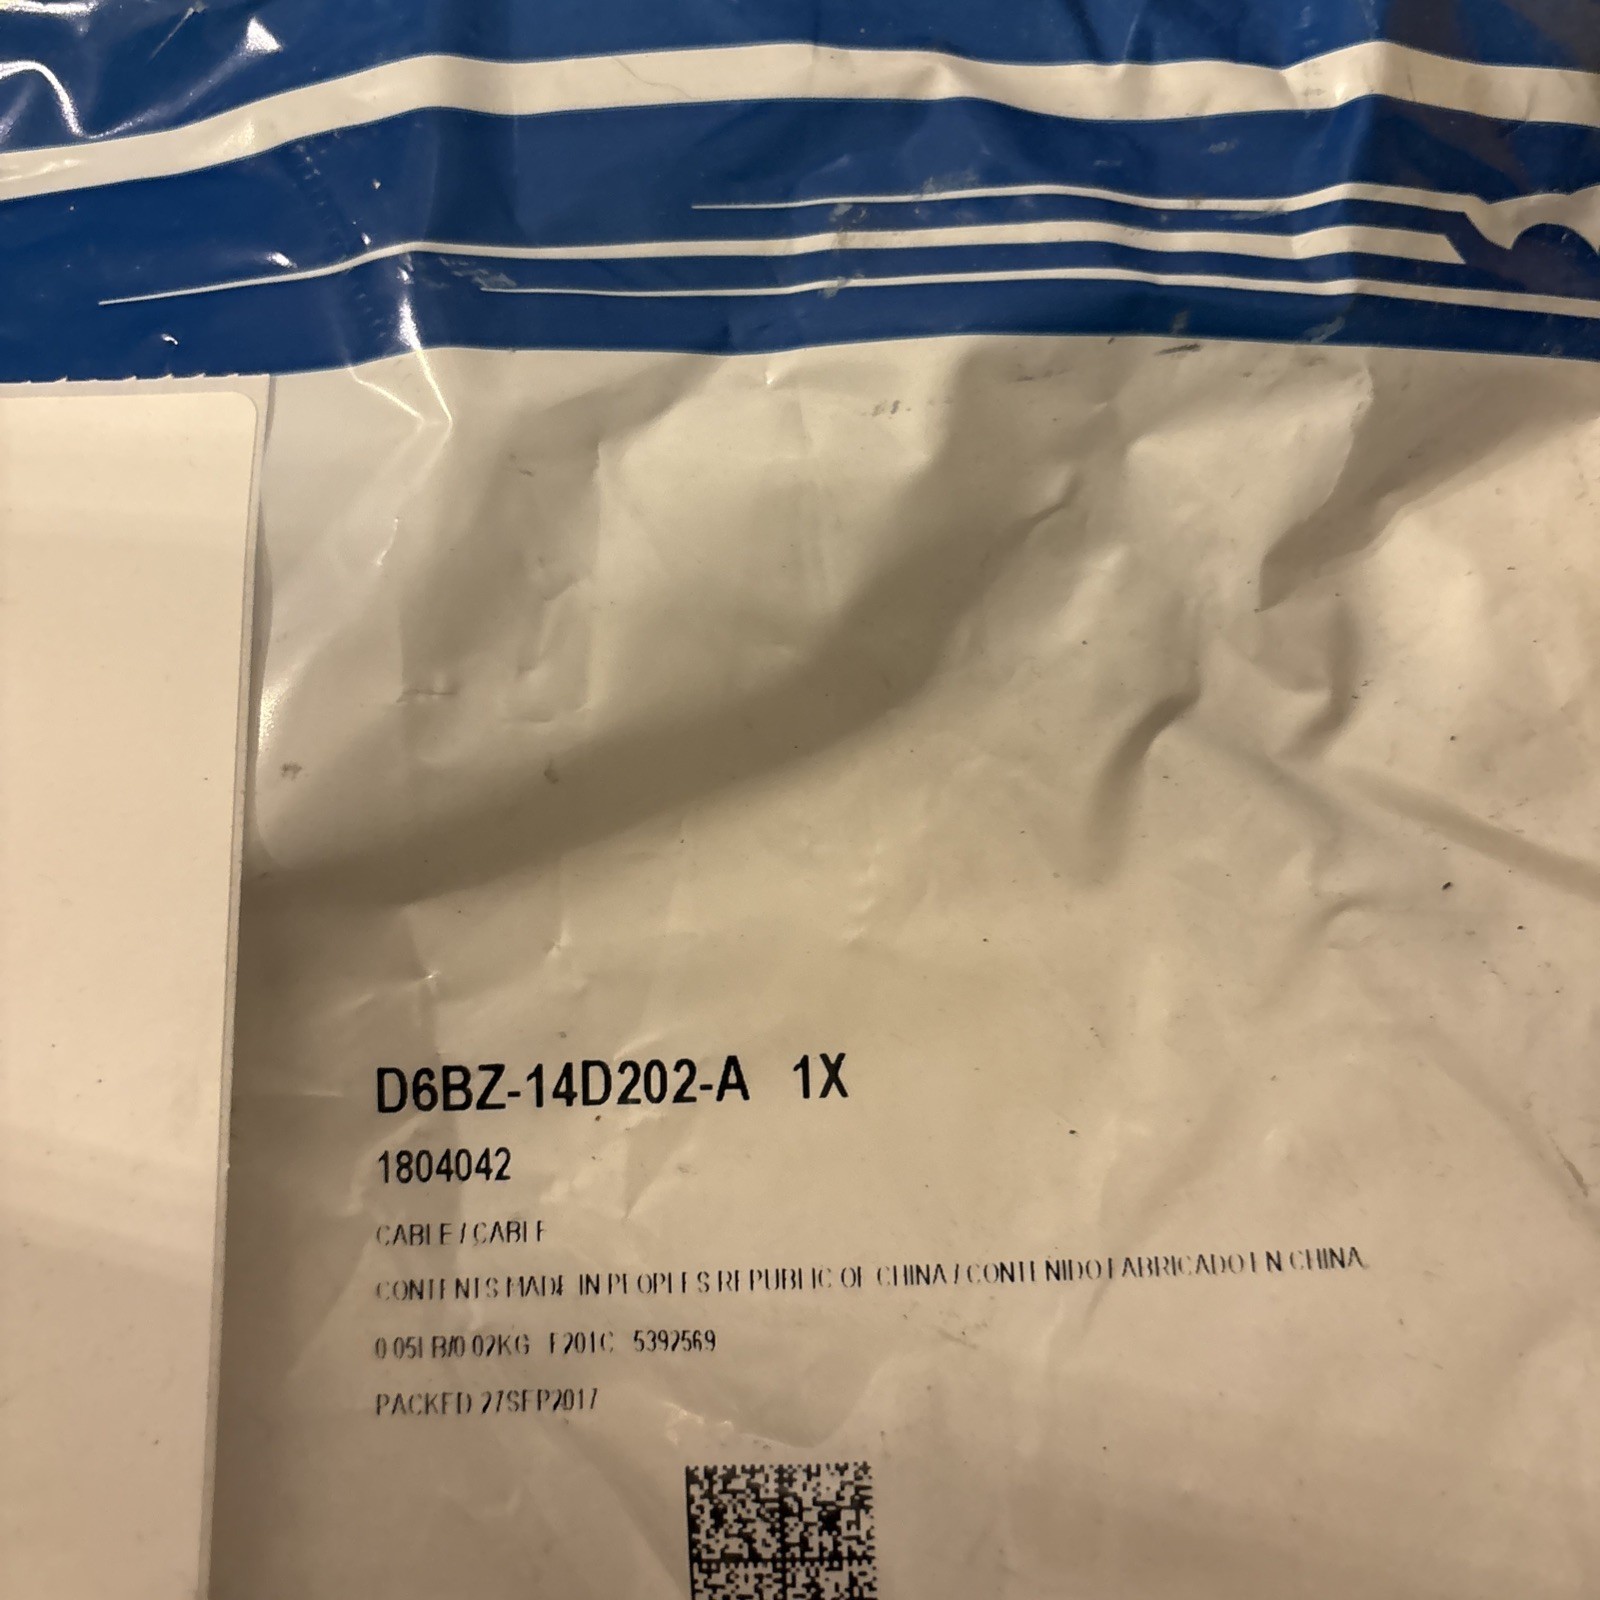 D6BZ-14D202-A 1X
1804042
CABLE / CABLE
CONTENTS MADE IN PEOPLES REPUBLIC OF CHINA / CONTENIDO FABRICADO EN CHINA
0.05LB/0.02KG F201C 5392569
PACKED 27SEP2017